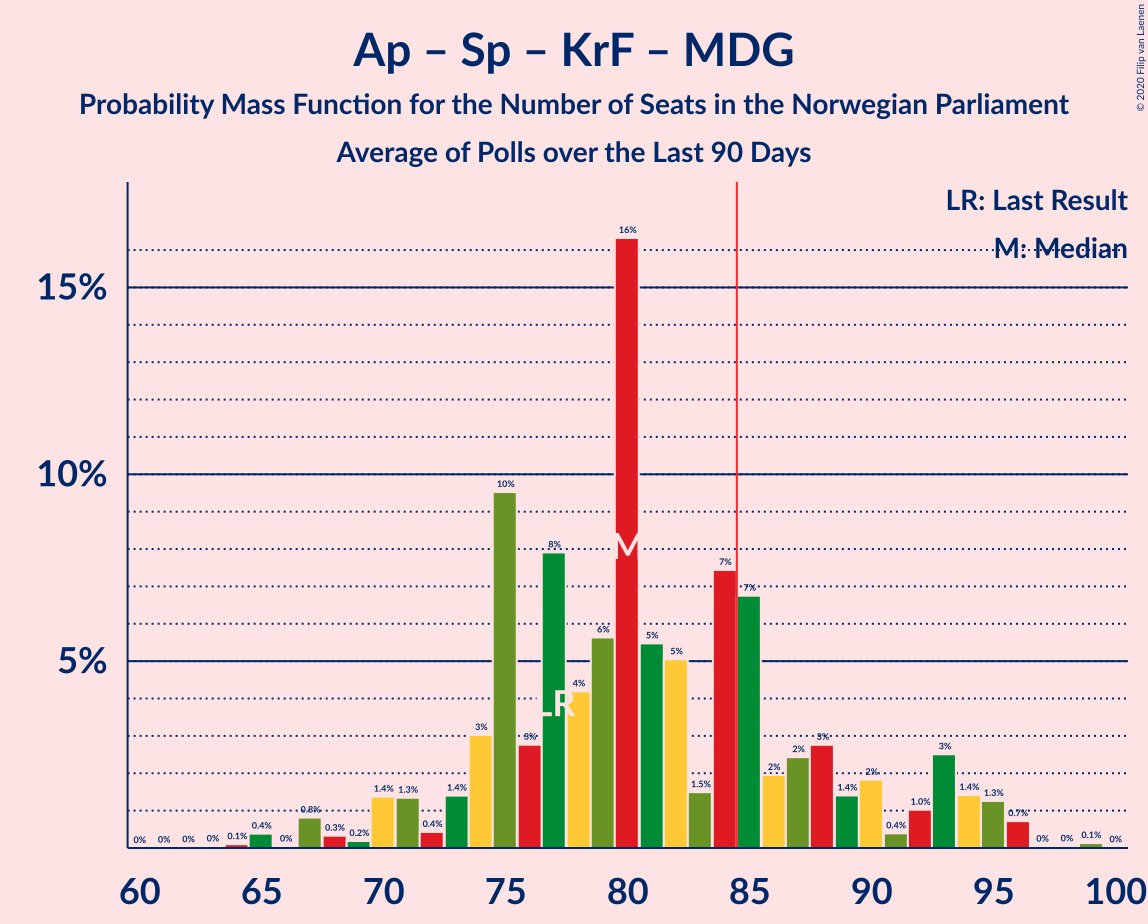 Ap – Sp – KrF – MDG
Probability Mass Function for the Number of Seats in the Norwegian Parliament
Average of Polls over the Last 90 Days
© 2020 Filip van Laenen
LR: Last Result
M: Median
15%
10%
5%
0% 0% 0% 0% 0.1% 0.4% 0% 0.8% 0.3% 0.2% 1.4% 1.3% 0.4% 1.4% 3% 10% 3% 8% 4% 6% 16% 5% 5% 1.5% 7% 7% 2% 2% 3% 1.4% 2% 0.4% 1.0% 3% 1.4% 1.3% 0.7% 0% 0% 0.1% 0%
M
LR
60 65 70 75 80 85 90 95 100